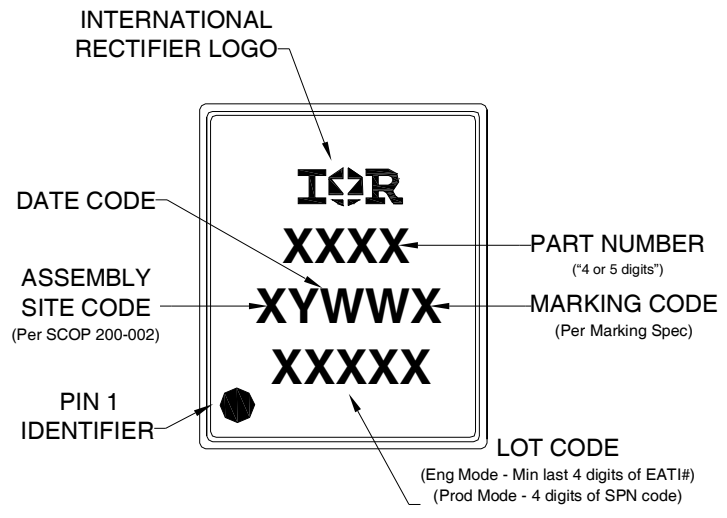 INTERNATIONAL
RECTIFIER LOGO
IOR
DATE CODE
XXXX
PART NUMBER
(“4 or 5 digits”)
ASSEMBLY
SITE CODE
(Per SCOP 200-002)
XYWWX
MARKING CODE
(Per Marking Spec)
XXXXX
PIN 1
IDENTIFIER
LOT CODE
(Eng Mode - Min last 4 digits of EATI#)
(Prod Mode - 4 digits of SPN code)